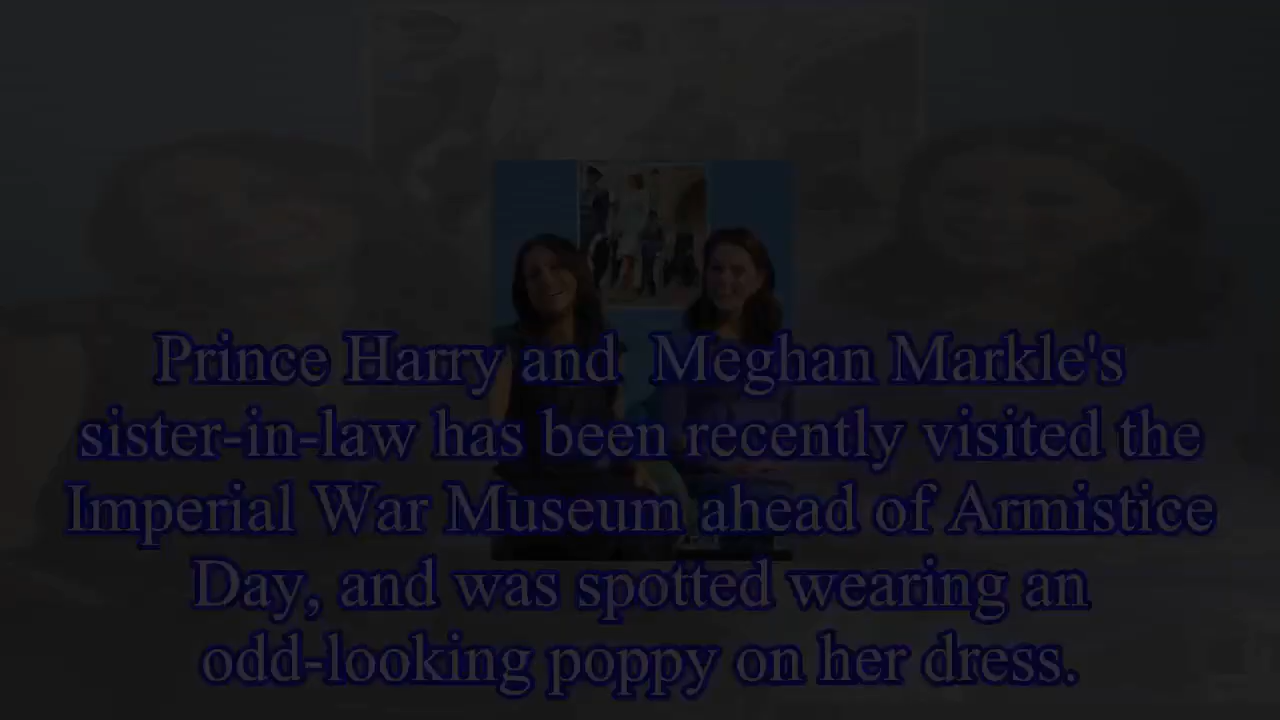 Prince Harry and  Meghan Markle's
sister-in-law has been recently visited the
Imperial War Museum ahead of Armistice
Day, and was spotted wearing an
odd-looking poppy on her dress.